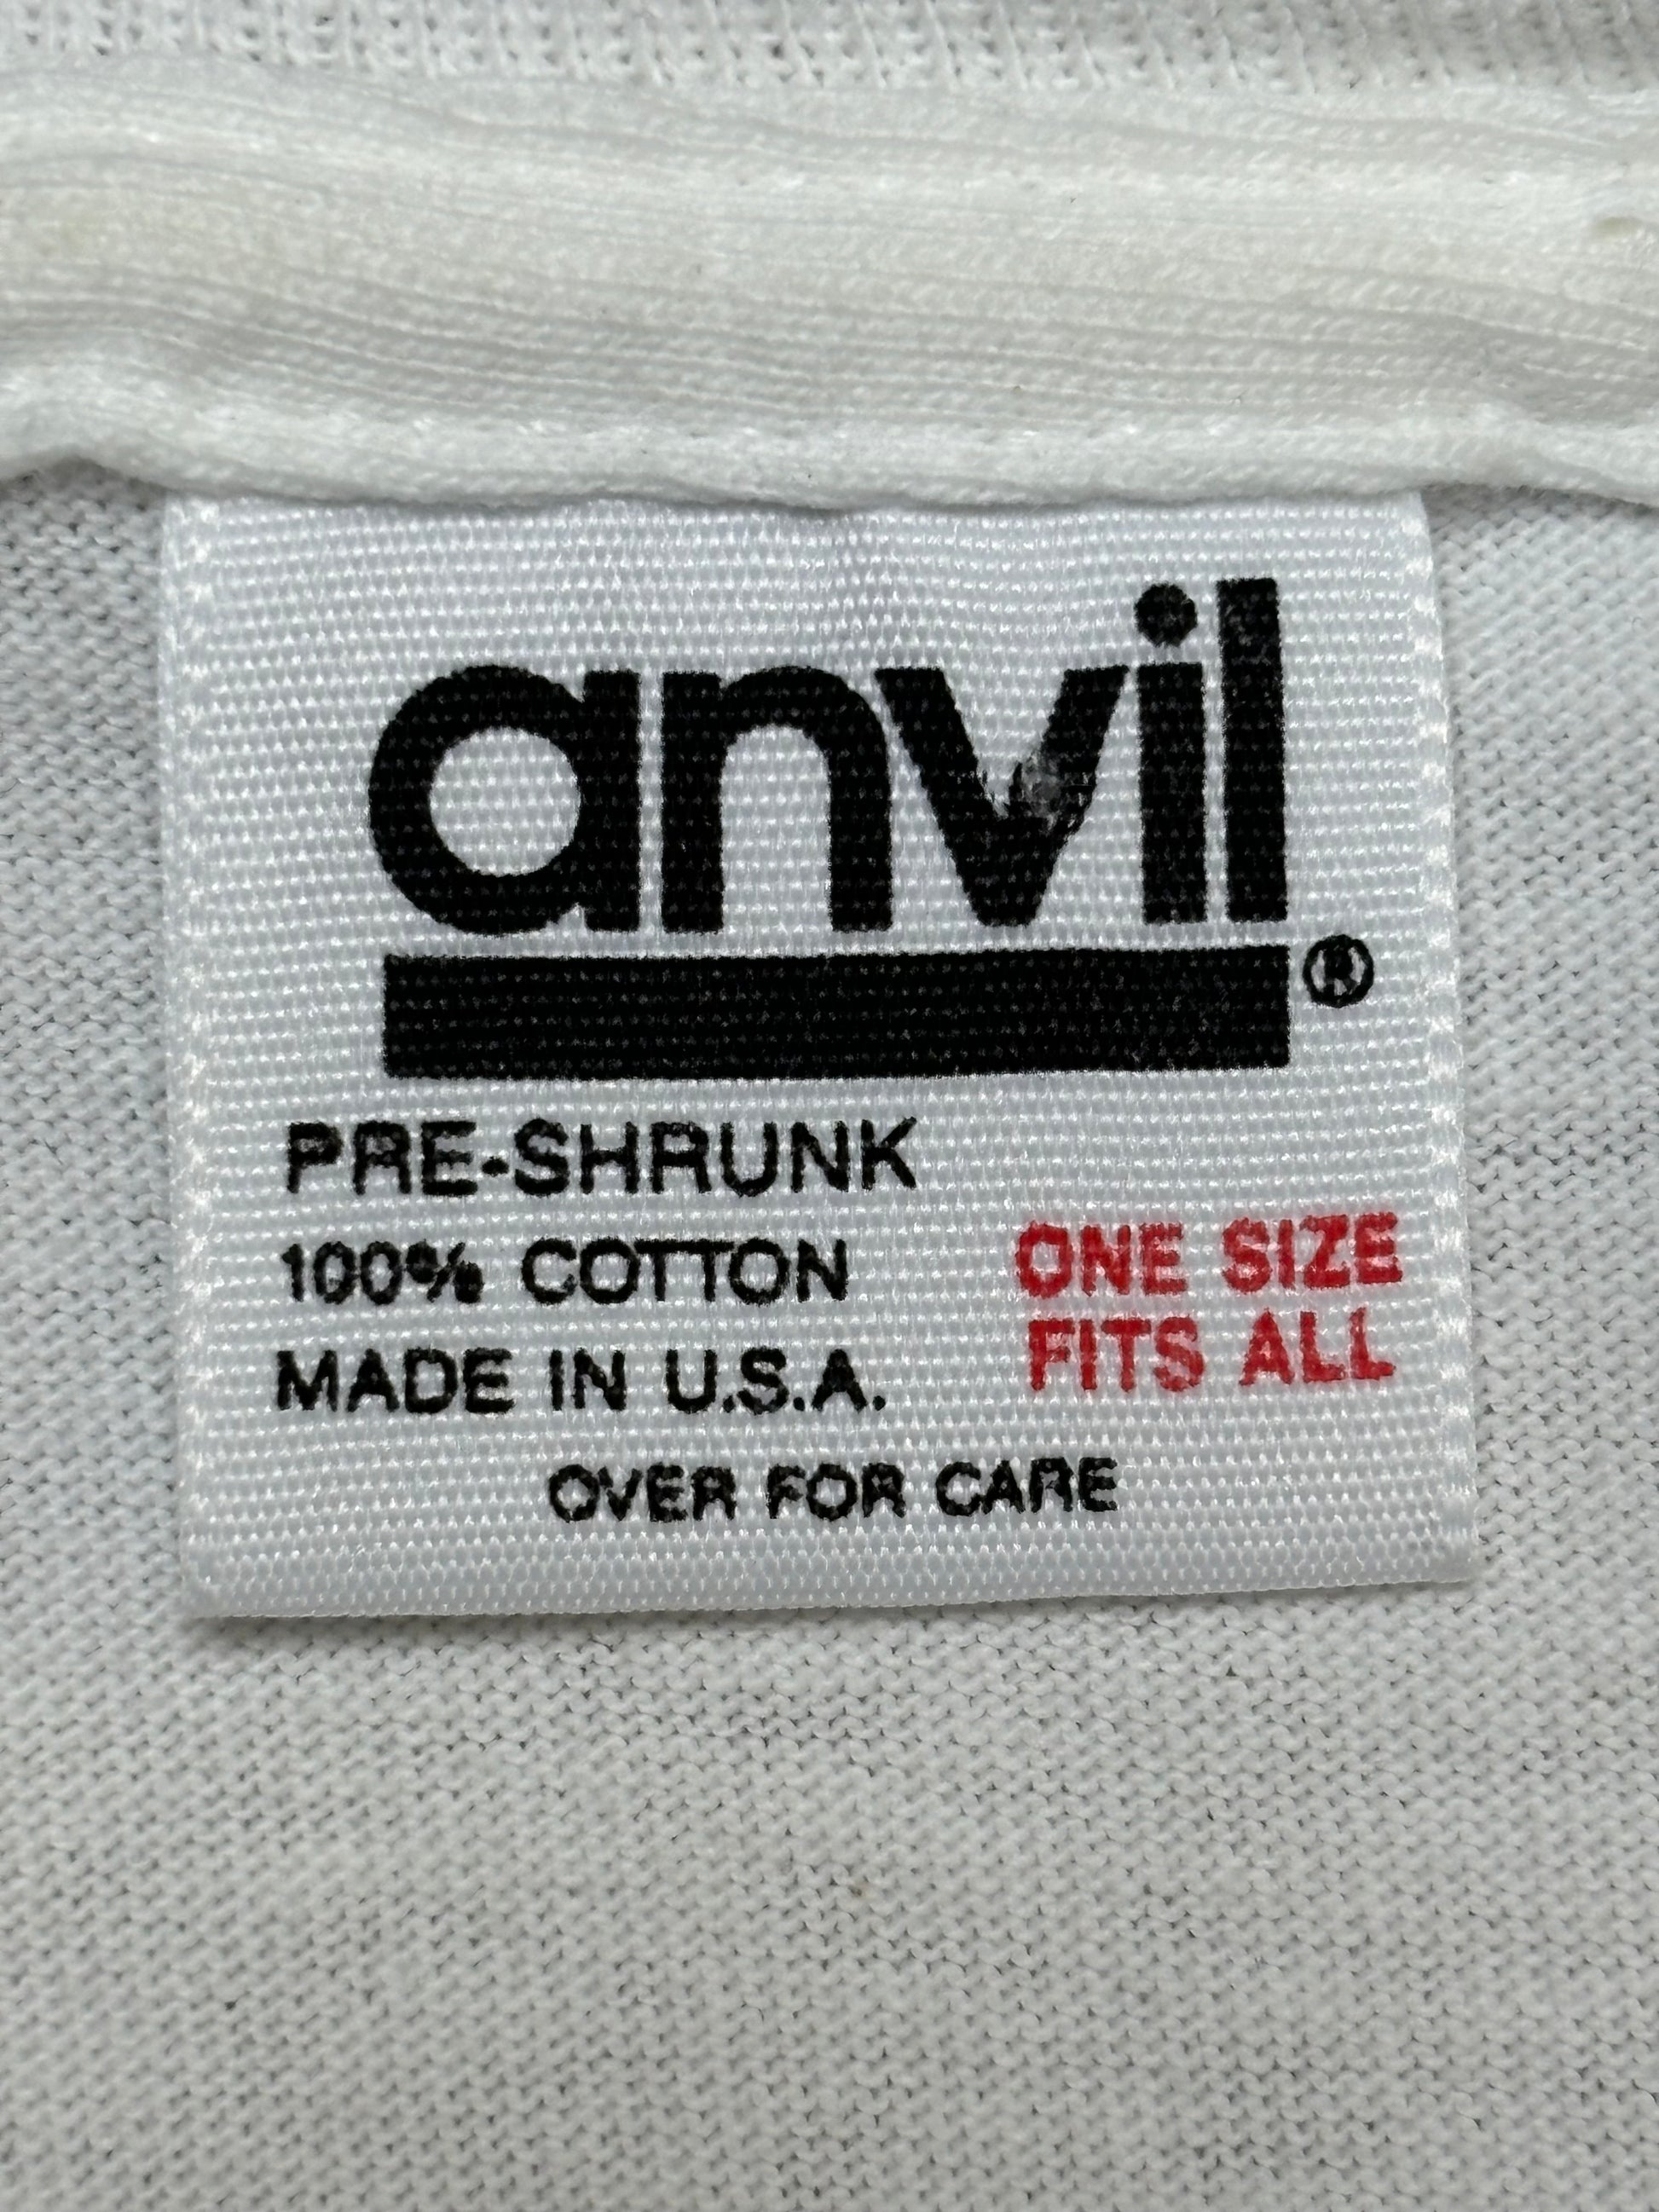 anvil®
PRE-SHRUNK
100% COTTON
MADE IN U.S.A.
ONE SIZE
FITS ALL
OVER FOR CARE